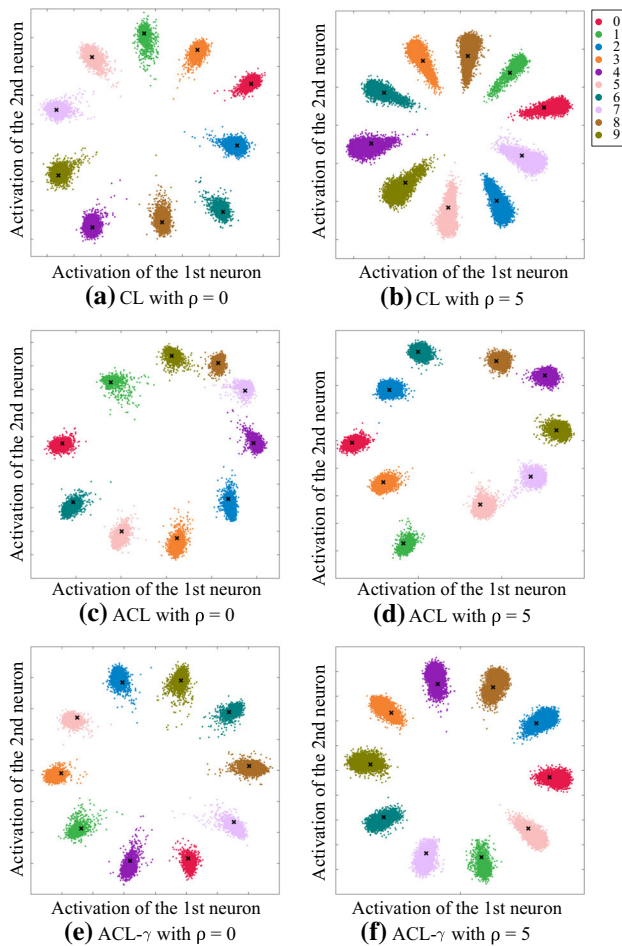 Activation of the 2nd neuron
Activation of the 1st neuron
(a) CL with ρ = 0
Activation of the 2nd neuron
Activation of the 1st neuron
(b) CL with ρ = 5
0
1
2
3
4
5
6
7
8
9
Activation of the 2nd neuron
Activation of the 1st neuron
(c) ACL with ρ = 0
Activation of the 2nd neuron
Activation of the 1st neuron
(d) ACL with ρ = 5
Activation of the 2nd neuron
Activation of the 1st neuron
(e) ACL-γ with ρ = 0
Activation of the 2nd neuron
Activation of the 1st neuron
(f) ACL-γ with ρ = 5